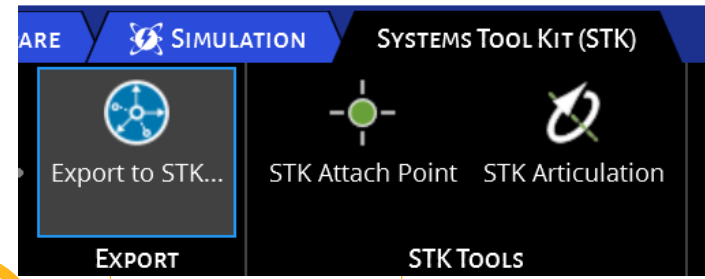 ARE SIMULATION SYSTEMS TOOL KIT (STK)
Export to STK... STK Attach Point STK Articulation
EXPORT STK TOOLS